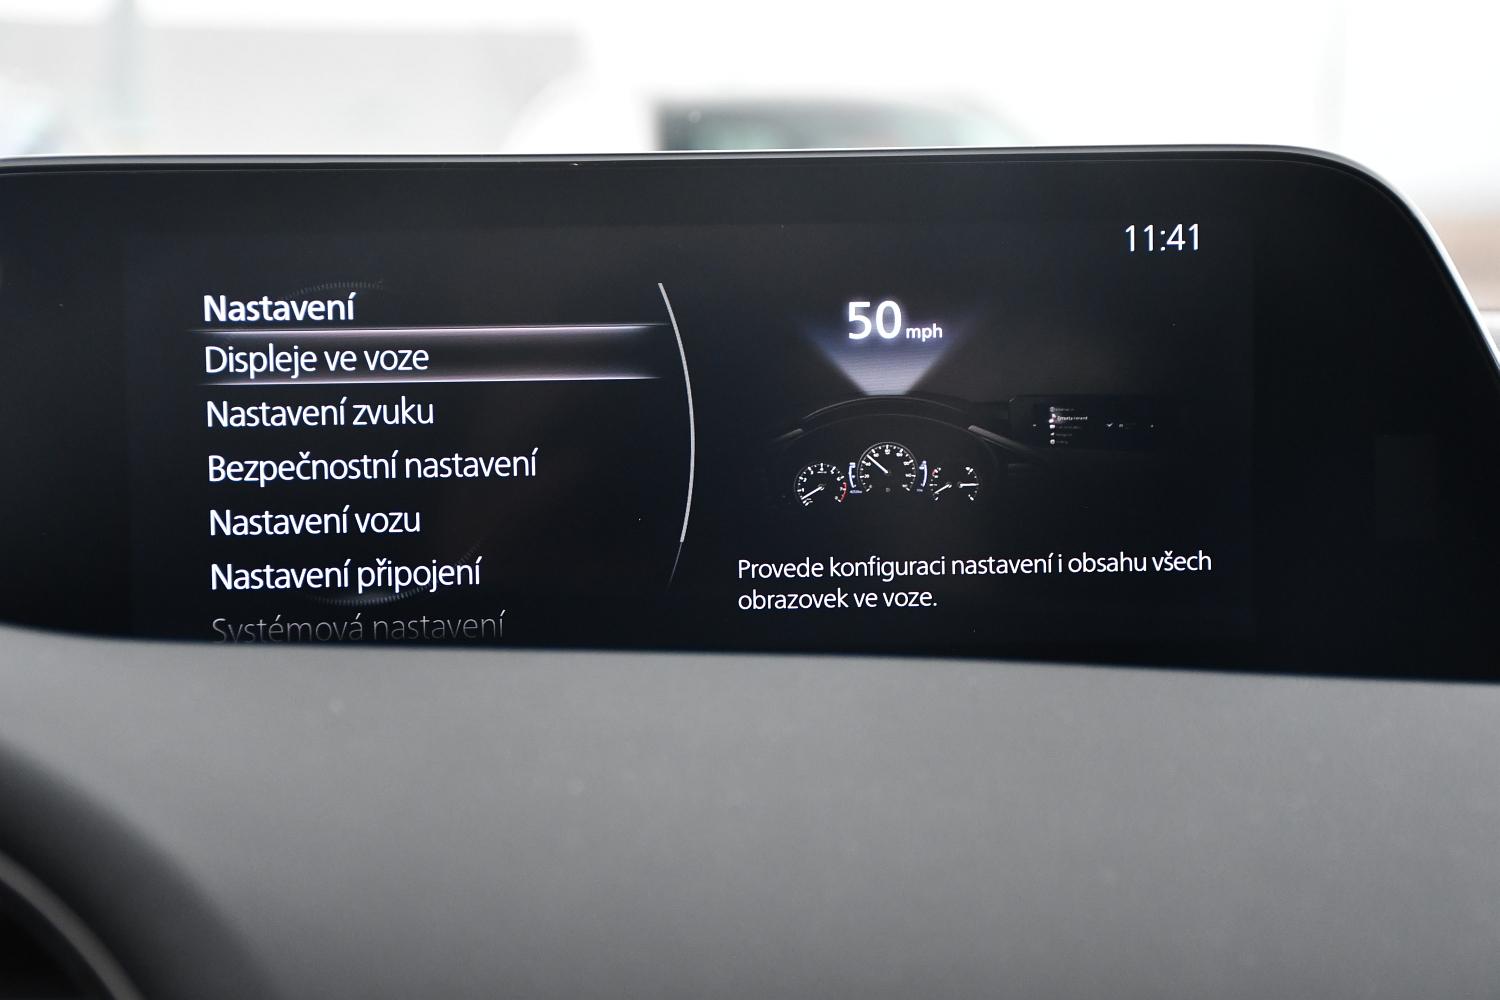 11:41
Nastavení
Displeje ve voze
Nastavení zvuku
Bezpečnostní nastavení
Nastavení vozu
Nastavení připojení
Systémová nastavení
50 mph
Provede konfiguraci nastavení i obsahu všech
obrazovek ve voze.